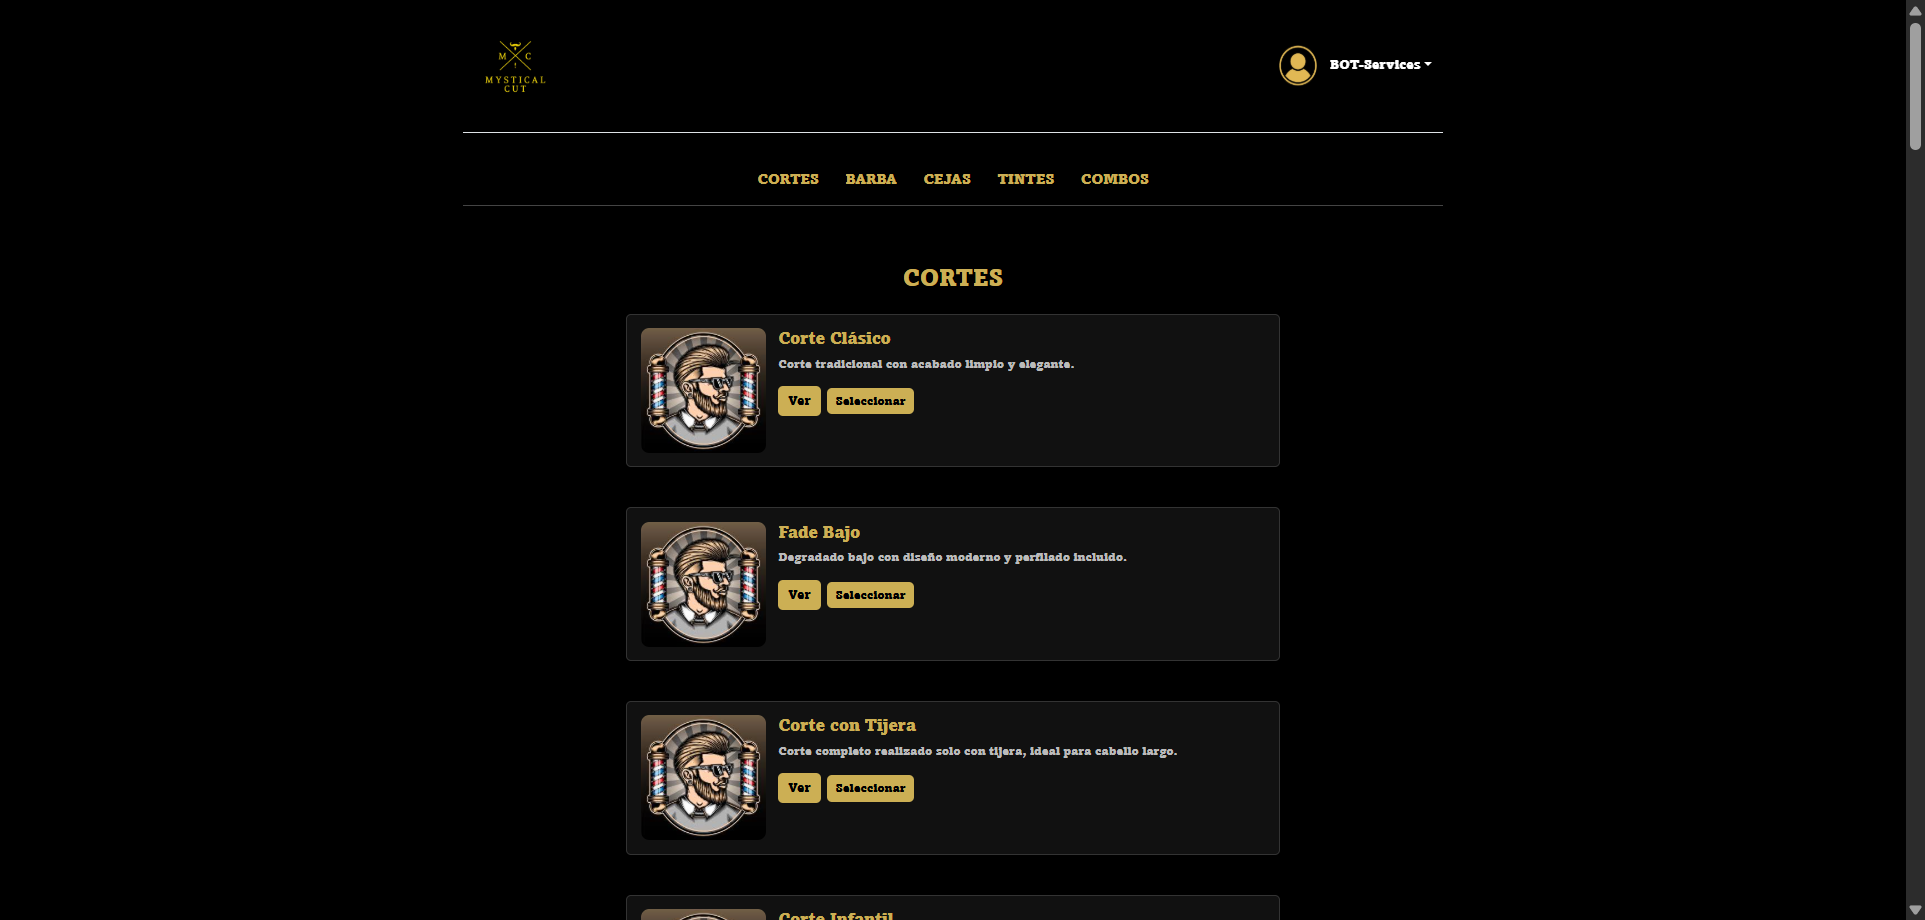 M C
MYSTICAL
CUT
BOT-Services
CORTES BARBA CEJAS TINTES COMBOS
CORTES
Corte Clásico
Corte tradicional con acabado limpio y elegante.
Ver Seleccionar
Fade Bajo
Degradado bajo con diseño moderno y perfilado incluido.
Ver Seleccionar
Corte con Tijera
Corte completo realizado solo con tijera, ideal para cabello largo.
Ver Seleccionar
Corte Infantil